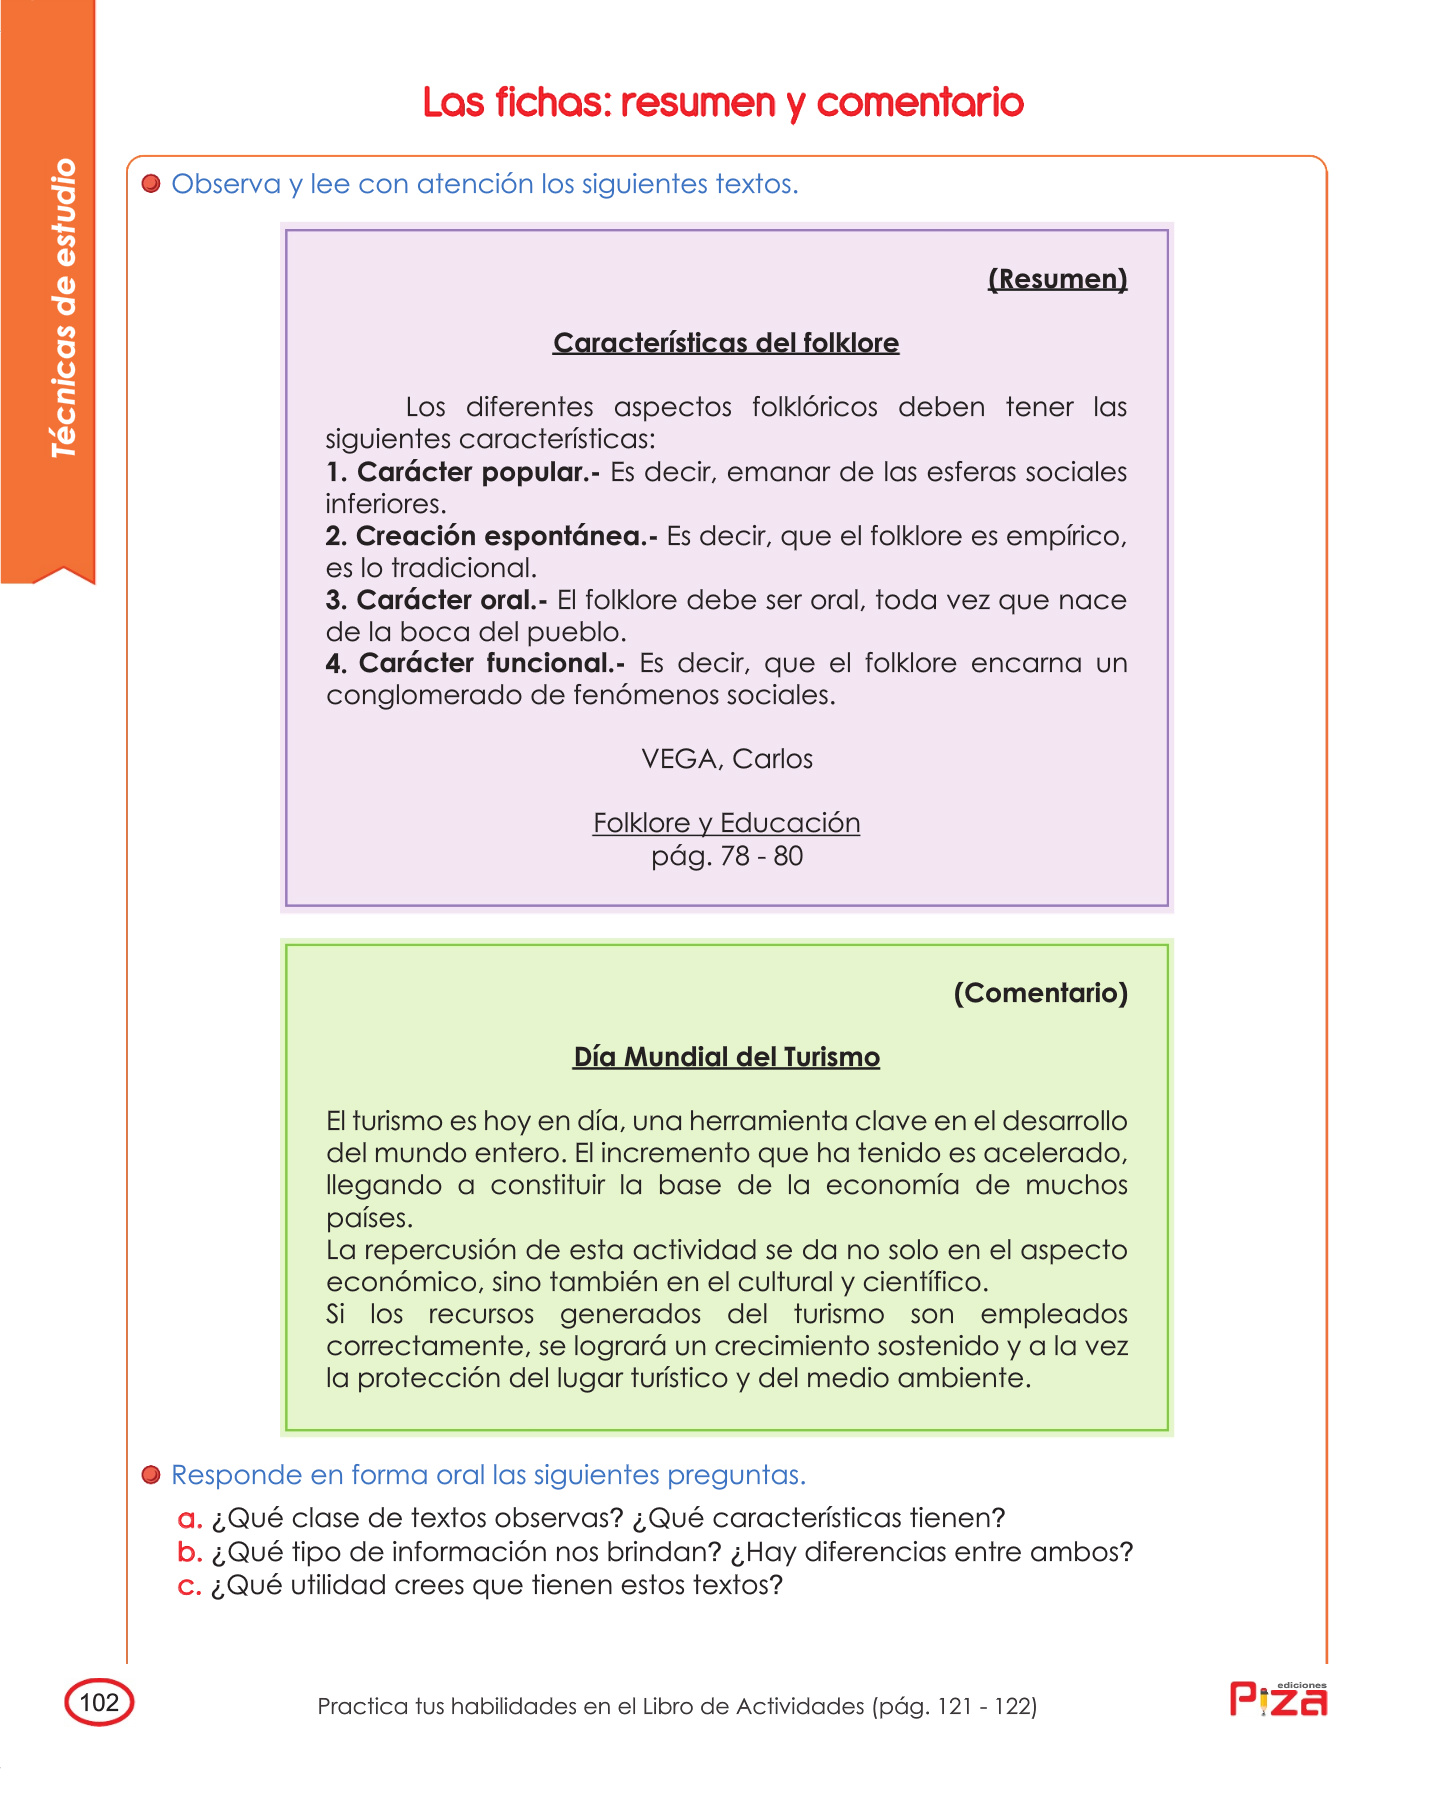 Técnicas de estudio
Las fichas: resumen y comentario
Observa y lee con atención los siguientes textos.
(Resumen)
Características del folklore
Los diferentes aspectos folklóricos deben tener las
siguientes características:
1. Carácter popular.- Es decir, emanar de las esferas sociales
inferiores.
2. Creación espontánea.- Es decir, que el folklore es empírico,
es lo tradicional.
3. Carácter oral.- El folklore debe ser oral, toda vez que nace
de la boca del pueblo.
4. Carácter funcional.- Es decir, que el folklore encarna un
conglomerado de fenómenos sociales.
VEGA, Carlos
Folklore y Educación
pág. 78 - 80
(Comentario)
Día Mundial del Turismo
El turismo es hoy en día, una herramienta clave en el desarrollo
del mundo entero. El incremento que ha tenido es acelerado,
llegando a constituir la base de la economía de muchos
países.
La repercusión de esta actividad se da no solo en el aspecto
económico, sino también en el cultural y científico.
Si los recursos generados del turismo son empleados
correctamente, se logrará un crecimiento sostenido y a la vez
la protección del lugar turístico y del medio ambiente.
Responde en forma oral las siguientes preguntas.
a. ¿Qué clase de textos observas? ¿Qué características tienen?
b. ¿Qué tipo de información nos brindan? ¿Hay diferencias entre ambos?
c. ¿Qué utilidad crees que tienen estos textos?
102
Practica tus habilidades en el Libro de Actividades (pág. 121 - 122)
ediciones
Piza